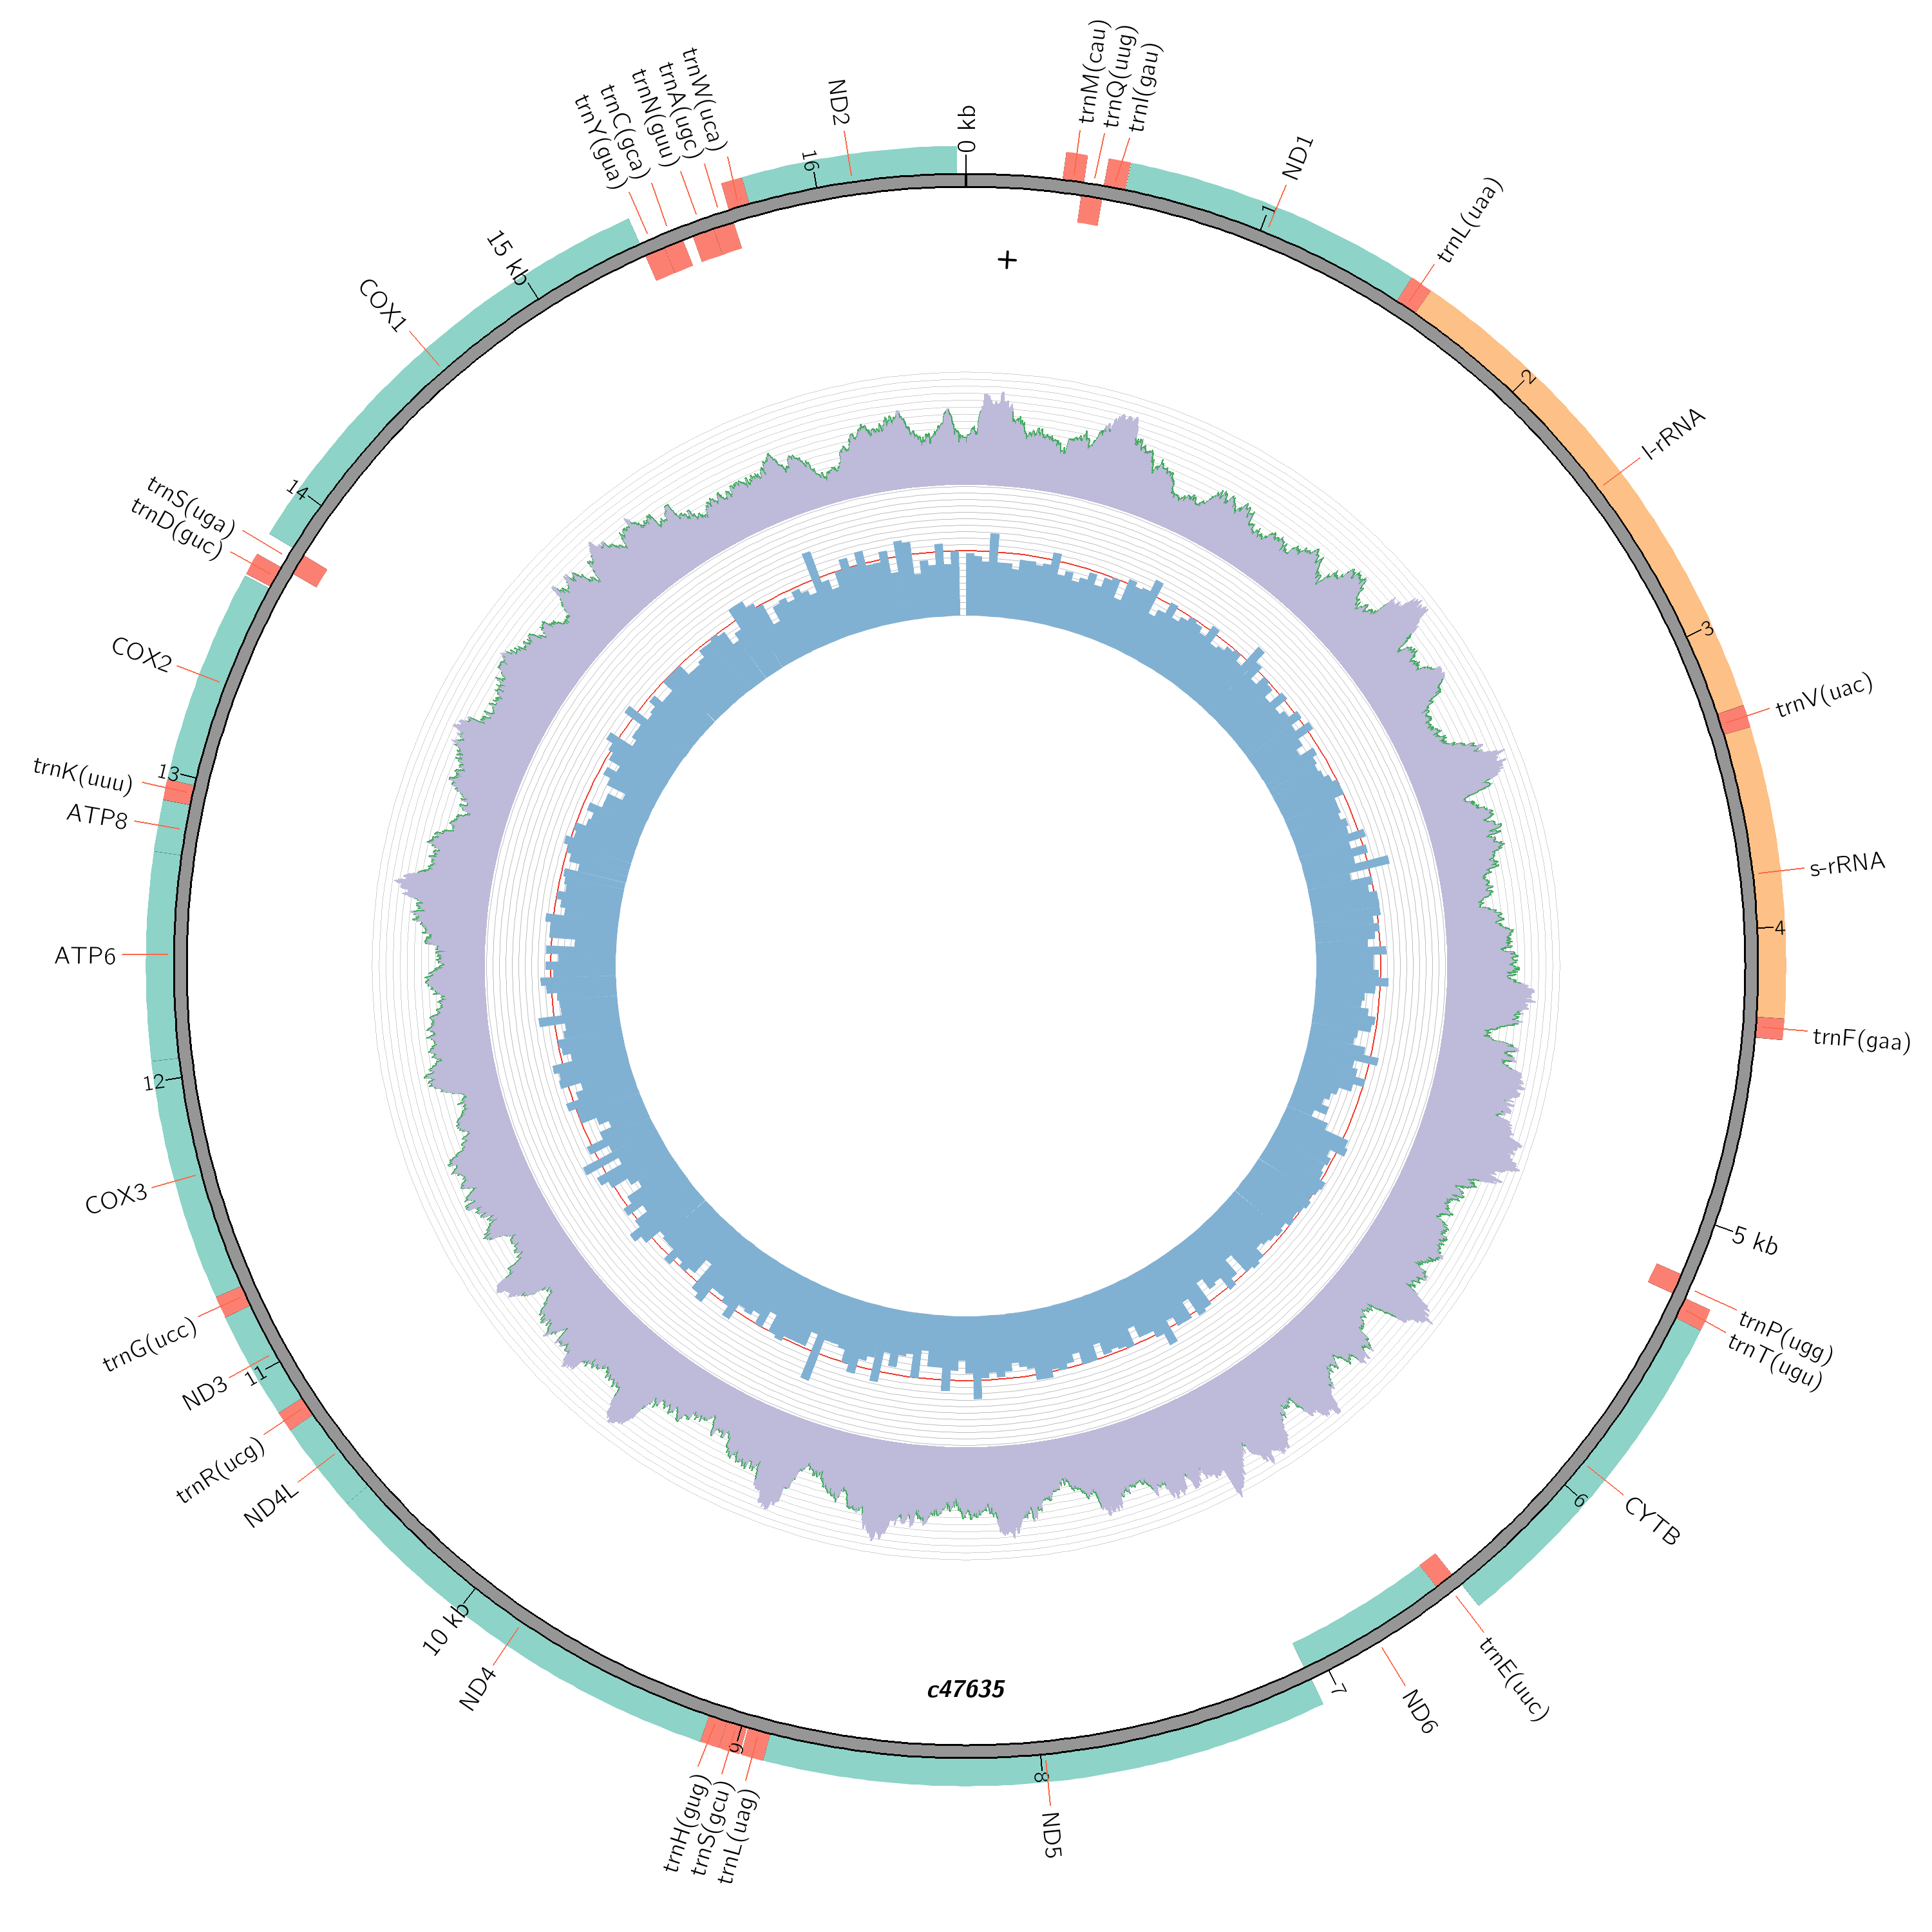 0 kb
trnM(cau)
trnQ(uug)
trnI(gau)
ND1
1
trnL(uaa)
2
l-rRNA
3
trnV(uac)
s-rRNA
4
trnF(gaa)
5 kb
trnP(ugg)
trnT(ugu)
CYTB
6
trnE(uuc)
ND6
7
ND5
8
trnL(uag)
trnS(gcu)
trnH(gug)
9
ND4
10 kb
ND4L
trnR(ucg)
11
ND3
trnG(ucc)
COX3
12
ATP6
ATP8
trnK(uuu)
13
COX2
trnD(guc)
trnS(uga)
14
COX1
15 kb
trnY(gua)
trnC(gca)
trnN(guu)
trnA(ugc)
trnW(uca)
16
ND2
+
c47635